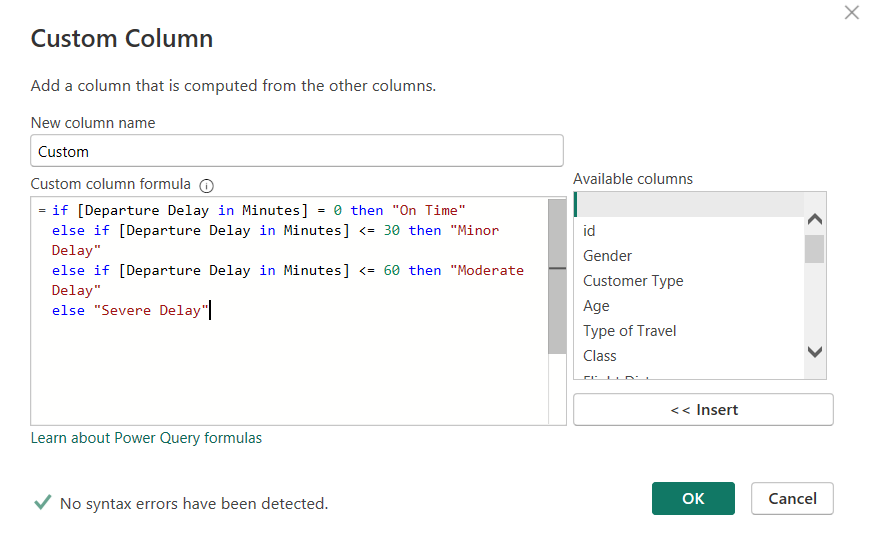 Custom Column
Add a column that is computed from the other columns.
New column name
Custom
Custom column formula
= if [Departure Delay in Minutes] = 0 then "On Time"
else if [Departure Delay in Minutes] <= 30 then "Minor
Delay"
else if [Departure Delay in Minutes] <= 60 then "Moderate
Delay"
else "Severe Delay"
Available columns
id
Gender
Customer Type
Age
Type of Travel
Class
<< Insert
Learn about Power Query formulas
No syntax errors have been detected.
OK
Cancel